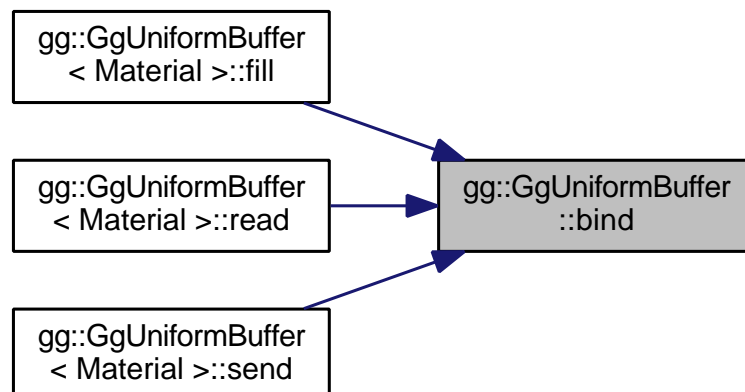 gg::GgUniformBuffer
< Material >::fill
gg::GgUniformBuffer
< Material >::read
gg::GgUniformBuffer
::bind
gg::GgUniformBuffer
< Material >::send